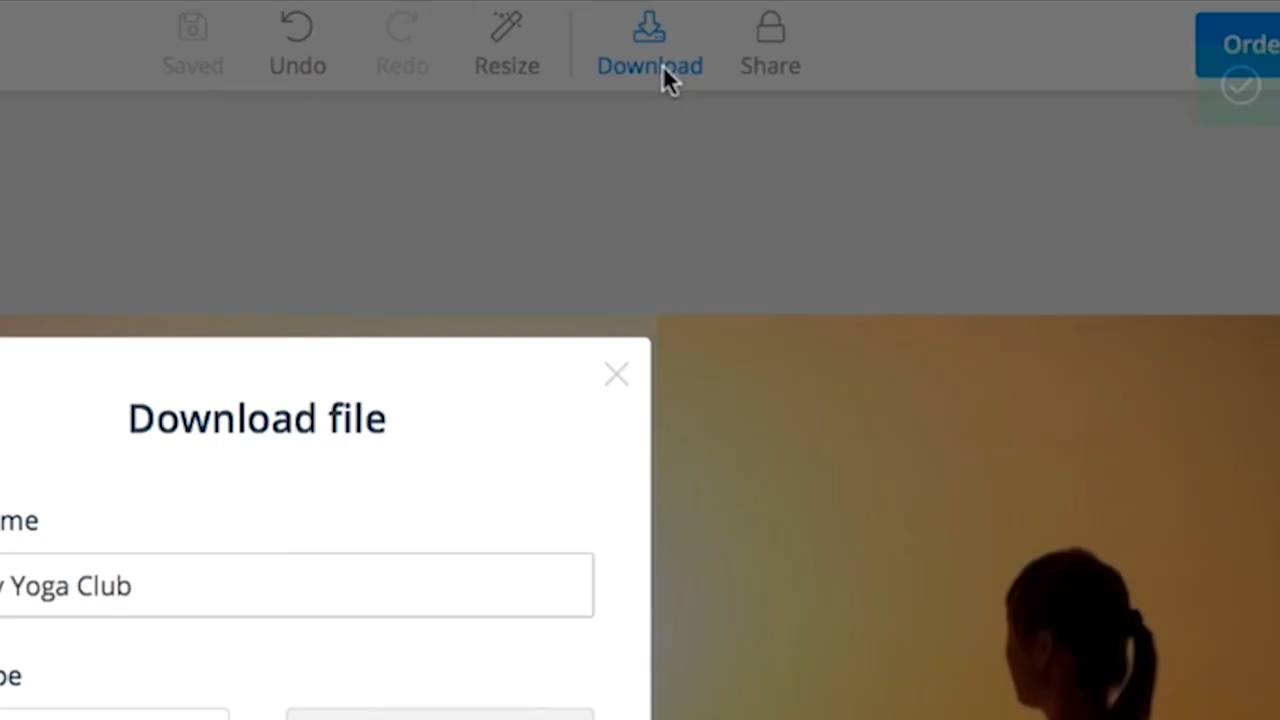 Saved Undo Redo Resize Download Share Orde
Download file
me
y Yoga Club
pe